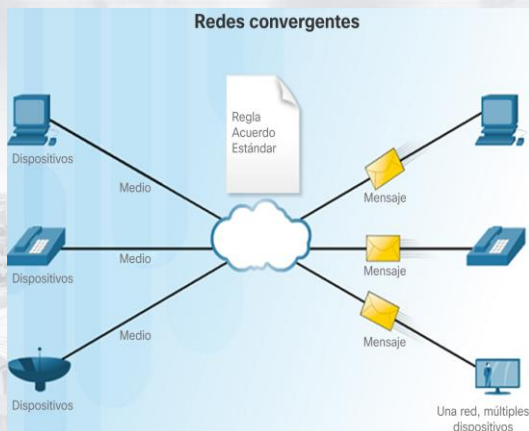 Redes convergentes
Regla
Acuerdo
Estándar
Dispositivos
Medio
Mensaje
Dispositivos
Medio
Mensaje
Dispositivos
Medio
Mensaje
Una red, múltiples
dispositivos